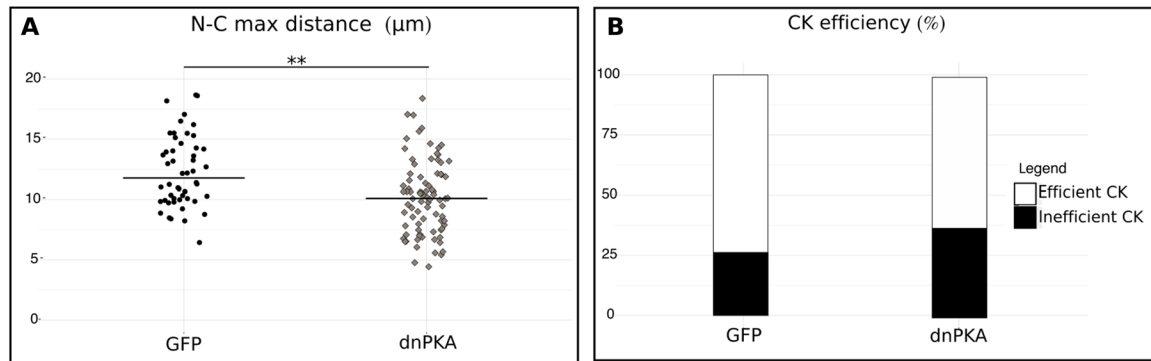 A
N-C max distance (μm)
**
20
15
10
5
0
GFP
dnPKA
B
CK efficiency (%)
100
75
50
25
0
GFP
dnPKA
Legend
Efficient CK
Inefficient CK